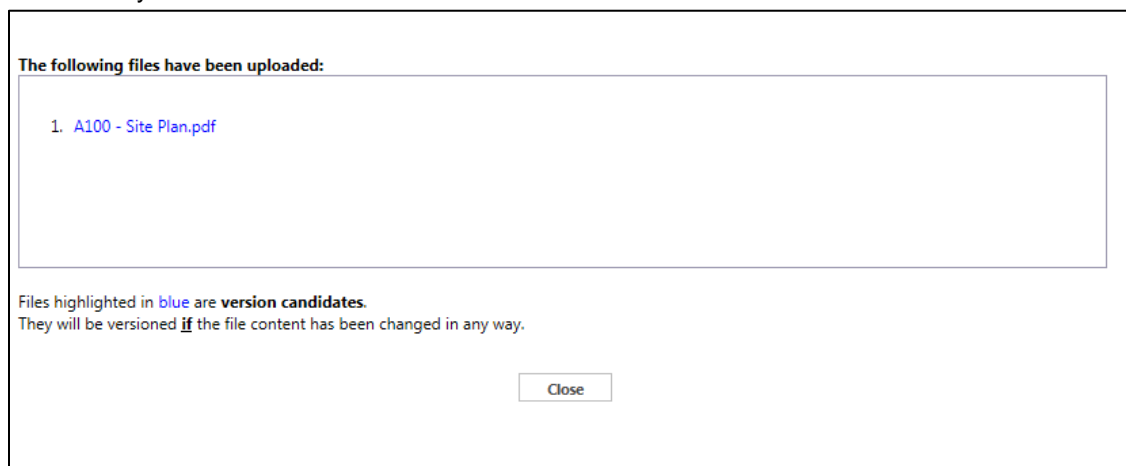 The following files have been uploaded:
1. A100 - Site Plan.pdf
Files highlighted in blue are version candidates.
They will be versioned if the file content has been changed in any way.
Close